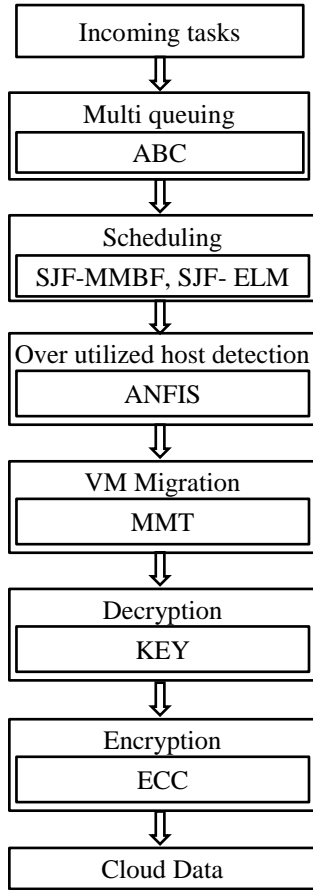 Incoming tasks
Multi queuing
ABC
Scheduling
SJF-MMBF, SJF- ELM
Over utilized host detection
ANFIS
VM Migration
MMT
Decryption
KEY
Encryption
ECC
Cloud Data